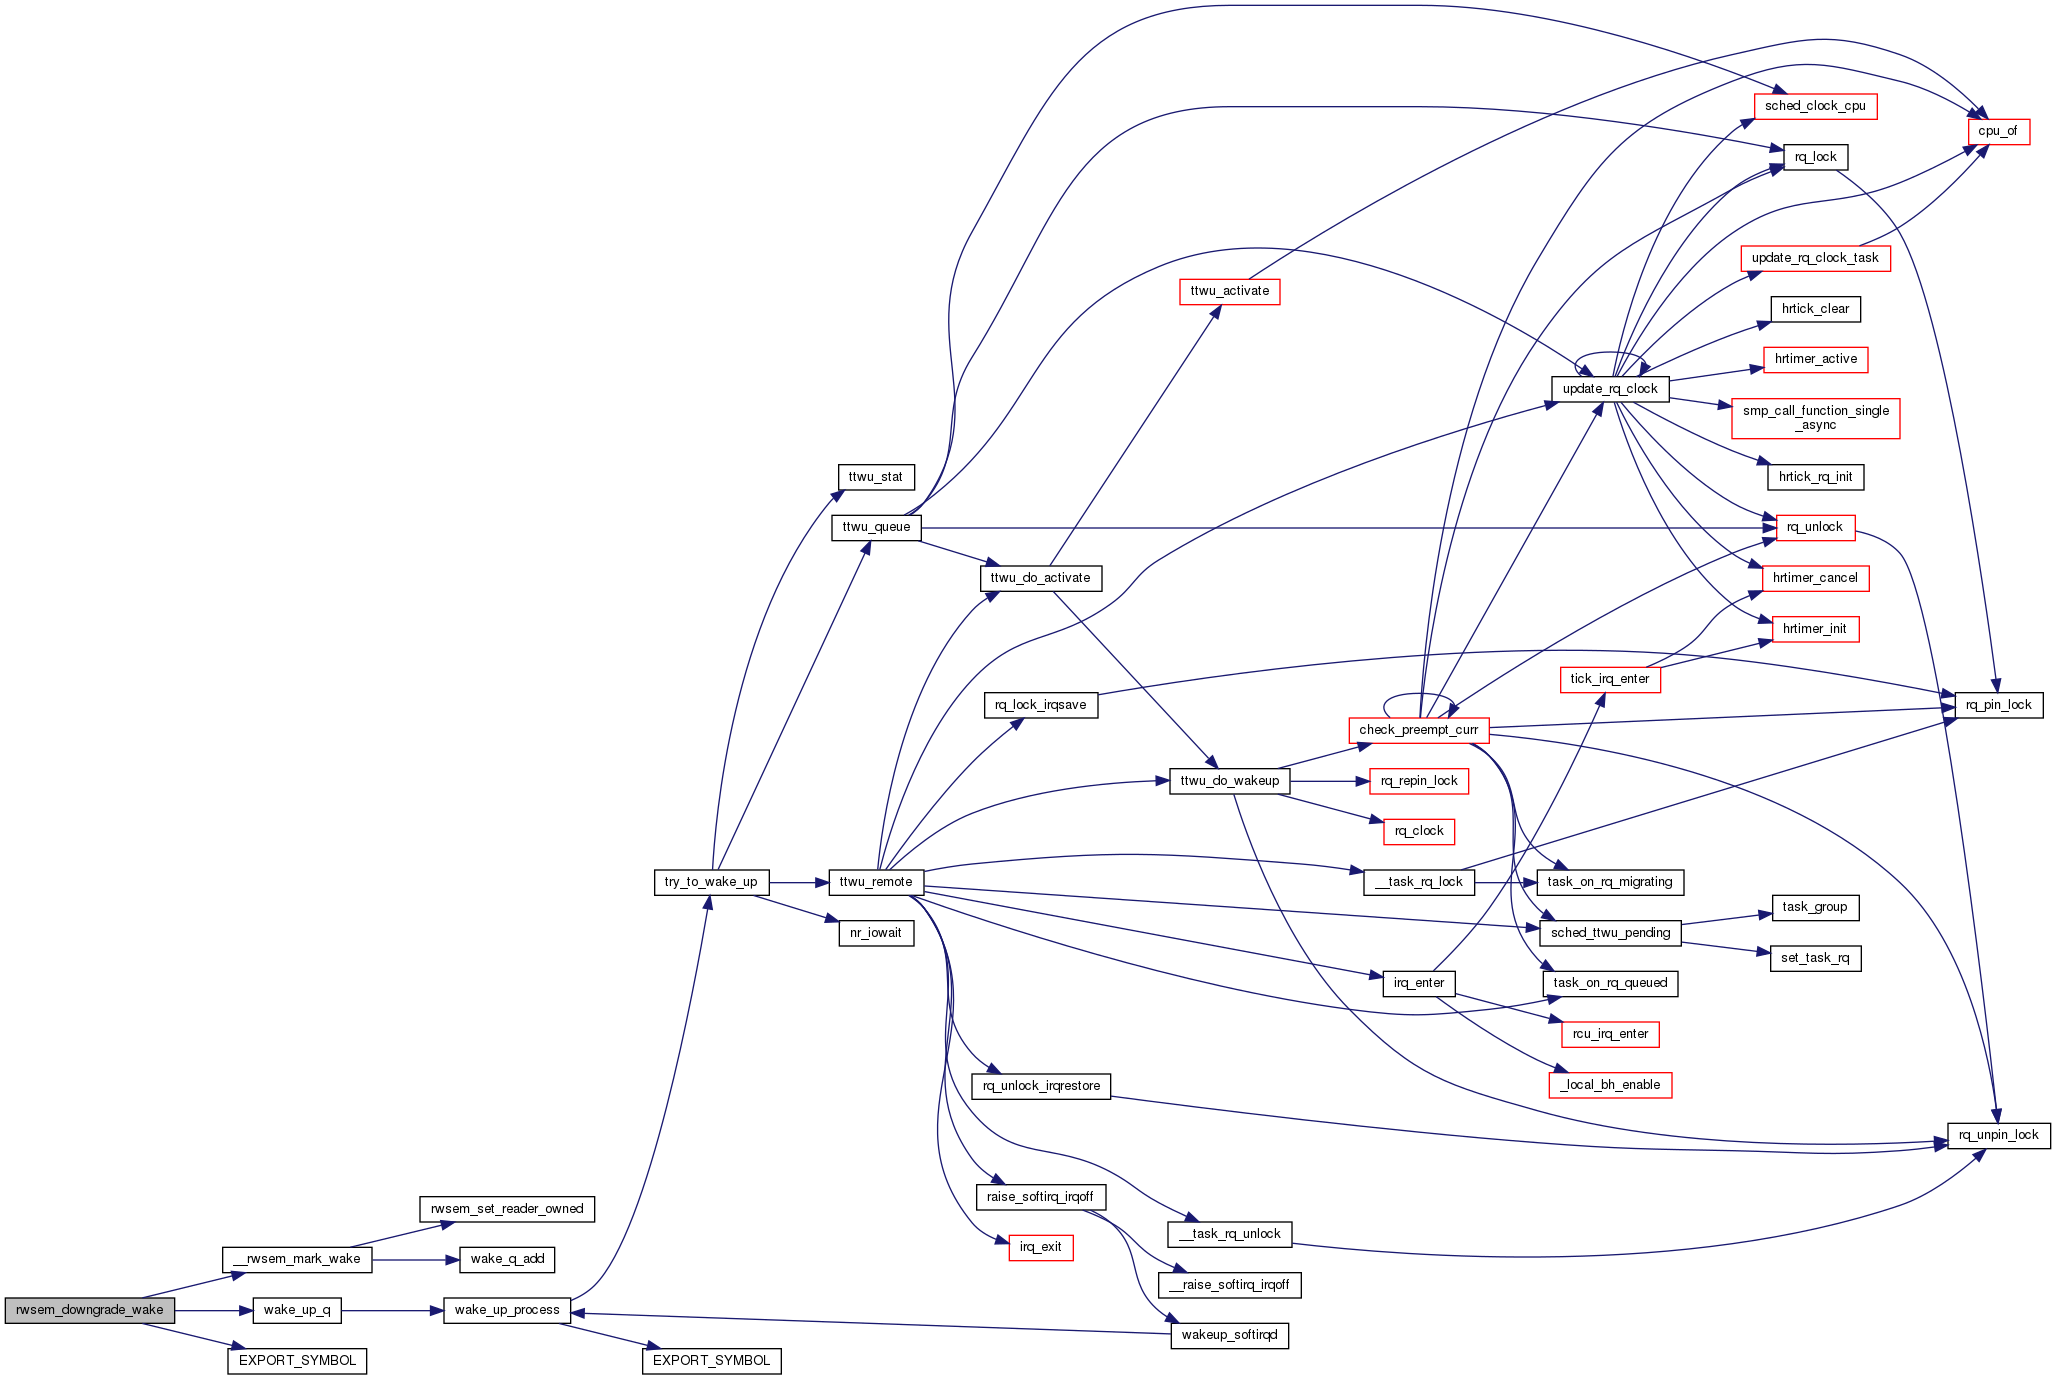 sched_clock_cpu
cpu_of
rq_lock
update_rq_clock_task
ttwu_activate
hrtick_clear
hrtimer_active
update_rq_clock
smp_call_function_single
_async
ttwu_stat
hrtick_rq_init
ttwu_queue
rq_unlock
ttwu_do_activate
hrtimer_cancel
hrtimer_init
tick_irq_enter
rq_lock_irqsave
rq_pin_lock
check_preempt_curr
ttwu_do_wakeup
rq_repin_lock
rq_clock
try_to_wake_up
ttwu_remote
__task_rq_lock
task_on_rq_migrating
task_group
nr_iowait
sched_ttwu_pending
set_task_rq
irq_enter
task_on_rq_queued
rcu_irq_enter
rq_unlock_irqrestore
_local_bh_enable
rq_unpin_lock
raise_softirq_irqoff
rwsem_set_reader_owned
__task_rq_unlock
irq_exit
__rwsem_mark_wake
wake_q_add
__raise_softirq_irqoff
rwsem_downgrade_wake
wake_up_q
wake_up_process
wakeup_softirqd
EXPORT_SYMBOL
EXPORT_SYMBOL